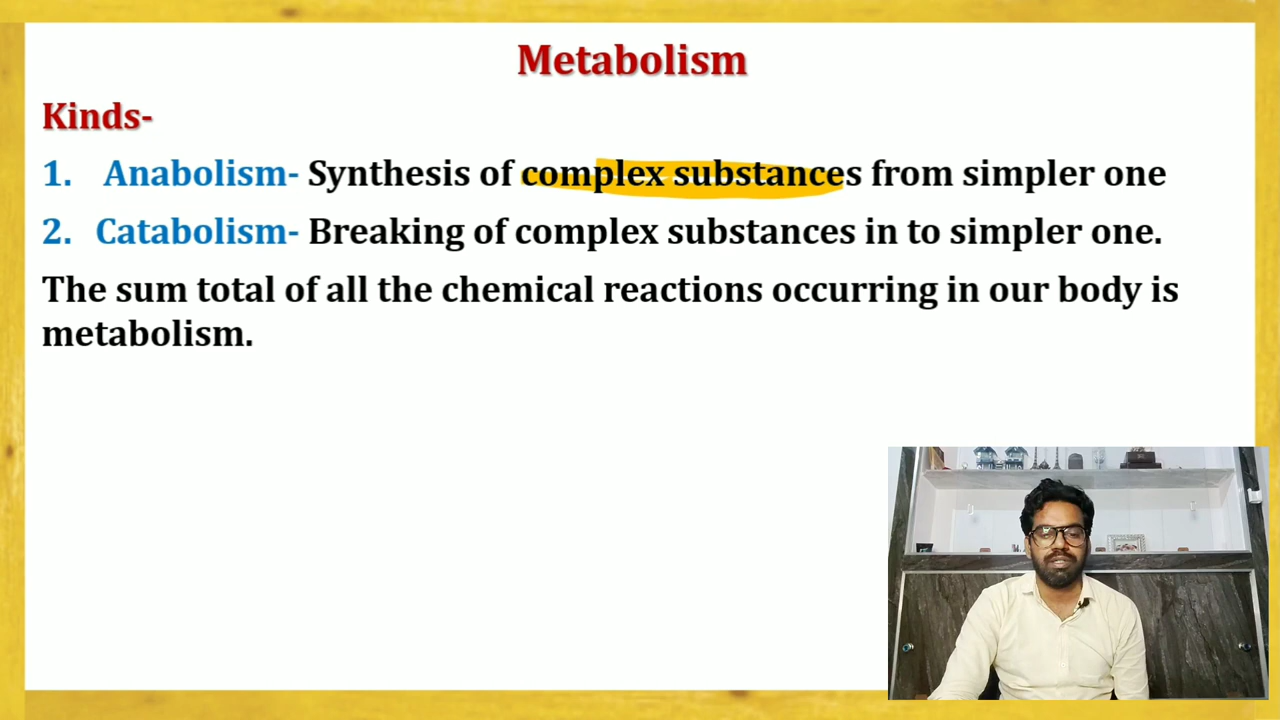 Metabolism
Kinds-
1. Anabolism- Synthesis of complex substances from simpler one
2. Catabolism- Breaking of complex substances in to simpler one.
The sum total of all the chemical reactions occurring in our body is
metabolism.